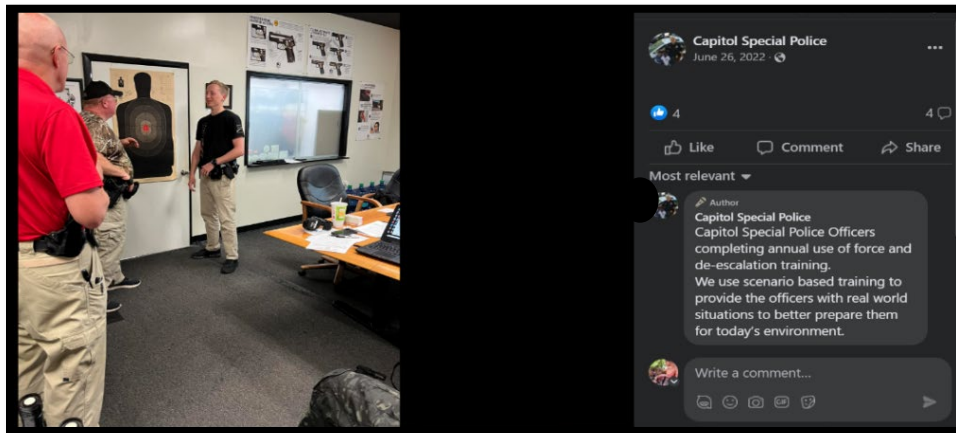 Capitol Special Police
June 26, 2022
4
4
Like
Comment
Share
Most relevant
Author
Capitol Special Police
Capitol Special Police Officers
completing annual use of force and
de-escalation training.
We use scenario based training to
provide the officers with real world
situations to better prepare them
for today's environment.
Write a comment...
GIF